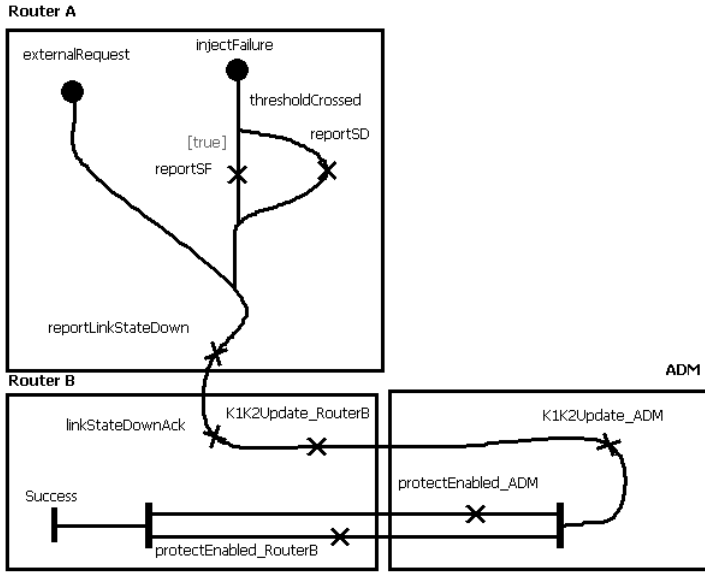 Router A
externalRequest
injectFailure
thresholdCrossed
reportSD
[true]
reportSF
reportLinkStateDown
Router B
ADM
linkStateDownAck
K1K2Update_RouterB
K1K2Update_ADM
protectEnabled_ADM
Success
protectEnabled_RouterB